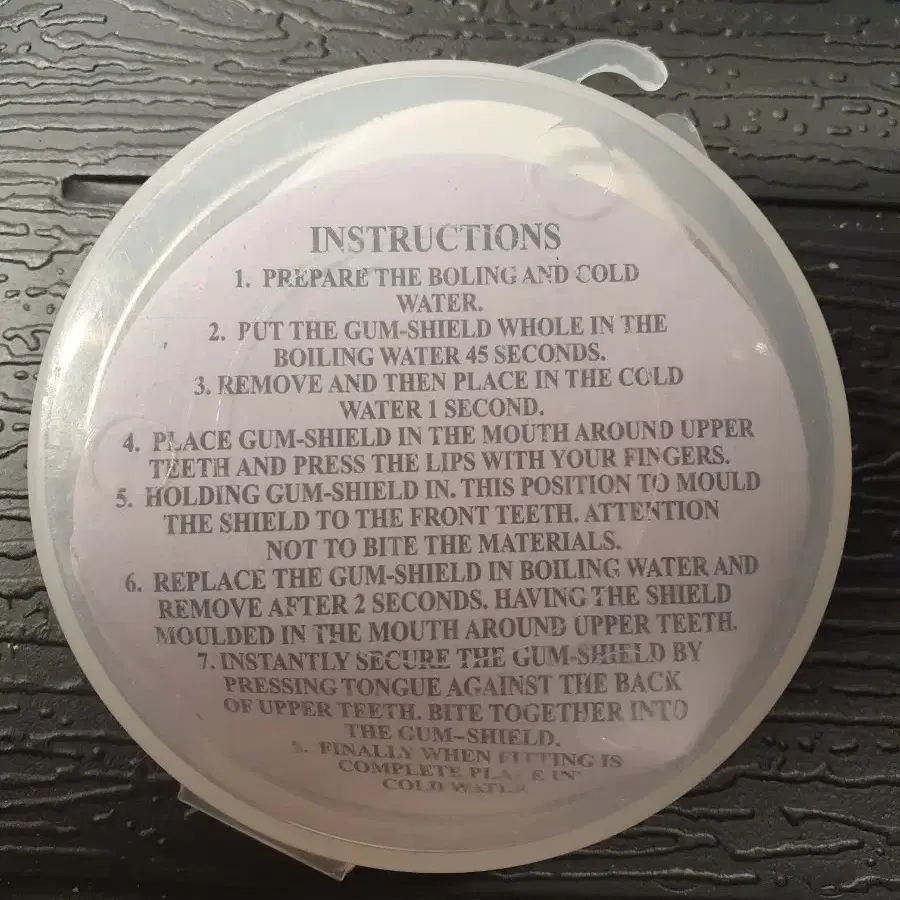 INSTRUCTIONS
1. PREPARE THE BOLING AND COLD
WATER.
2. PUT THE GUM-SHIELD WHOLE IN THE
BOILING WATER 45 SECONDS.
3. REMOVE AND THEN PLACE IN THE COLD
WATER 1 SECOND.
4. PLACE GUM-SHIELD IN THE MOUTH AROUND UPPER
TEETH AND PRESS THE LIPS WITH YOUR FINGERS.
5. HOLDING GUM-SHIELD IN. THIS POSITION TO MOULD
THE SHIELD TO THE FRONT TEETH. ATTENTION
NOT TO BITE THE MATERIALS.
6. REPLACE THE GUM-SHIELD IN BOILING WATER AND
REMOVE AFTER 2 SECONDS. HAVING THE SHIELD
MOULDED IN THE MOUTH AROUND UPPER TEETH.
7. INSTANTLY SECURE THE GUM-SHIELD BY
PRESSING TONGUE AGAINST THE BACK
OF UPPER TEETH. BITE TOGETHER INTO
THE GUM-SHIELD.
8. FINALLY WHEN FITTING IS
COMPLETE PLACE IN
COLD WATER